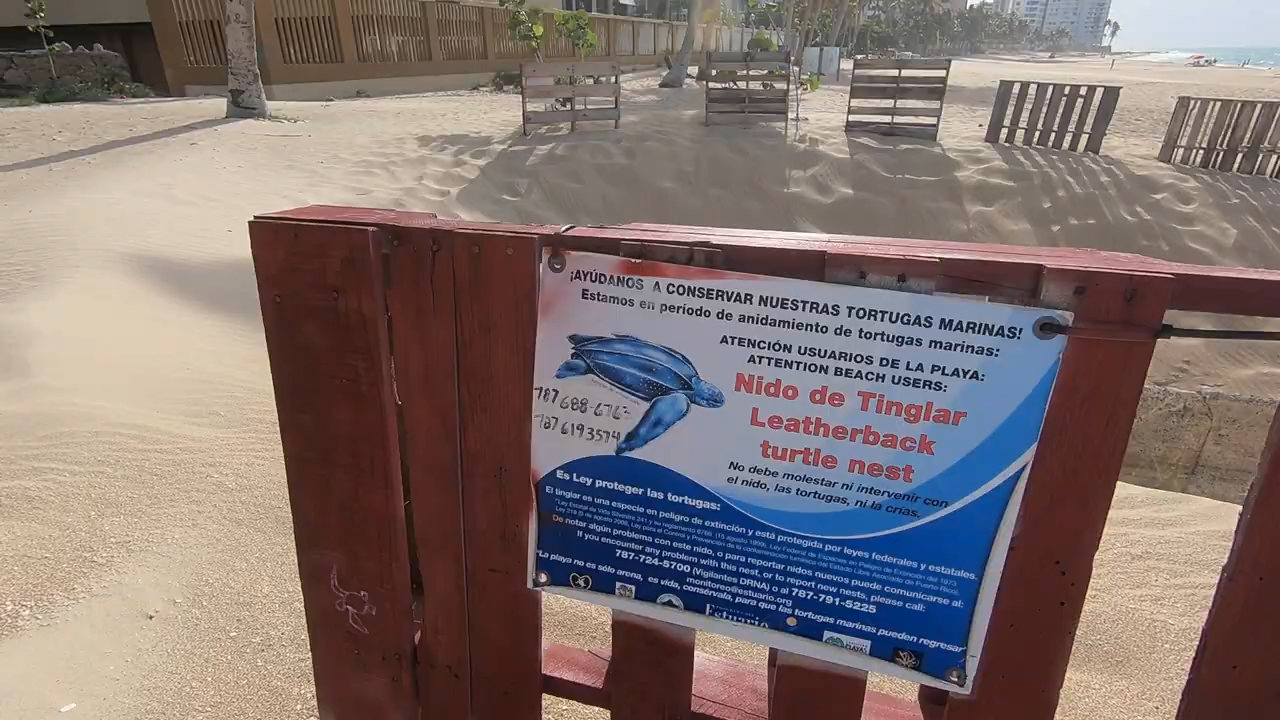 ¡AYÚDANOS A CONSERVAR NUESTRAS TORTUGAS MARINAS!
Estamos en período de anidamiento de tortugas marinas:
ATENCIÓN USUARIOS DE LA PLAYA:
ATTENTION BEACH USERS:
Nido de Tinglar
Leatherback
turtle nest
787 688-676
787 6193574
No debe molestar ni intervenir con
el nido, las tortugas, ni la crías.
Es Ley proteger las tortugas:
El tinglar es una especie en peligro de extinción y está protegida por leyes federales y estatales.
De notar algún problema con este nido, o para reportar nidos nuevos puede comunicarse al:
If you encounter any problem with this nest, or to report new nests, please call:
787-724-5700 (Vigilantes DRNA) o al 787-791-5225
monitoreo@estuario.org
"La playa no es sólo arena, es vida, consérvala, para que las tortugas marinas pueden regresar"
Estuario